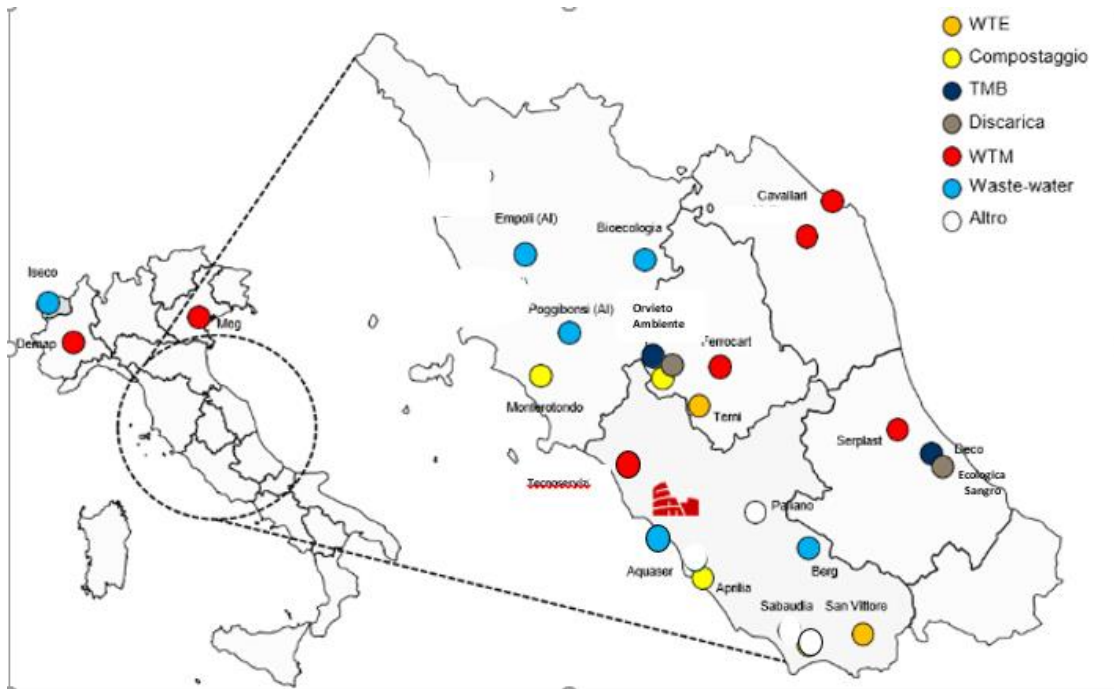 WTE
Compostaggio
TMB
Discarica
WTM
Waste-water
Altro
Cavallari
Empoli (AI)
Bioecologia
Iseco
Demap
Meg
Poggibonsi (AI)
Orvieto
Ambiente
Ferrocart
Monterotondo
Terni
Serplast
Deco
Ecologica
Sangro
Tecnoservizi
Paliano
Aquaser
Aprilia
Berg
Sabaudia
San Vittore